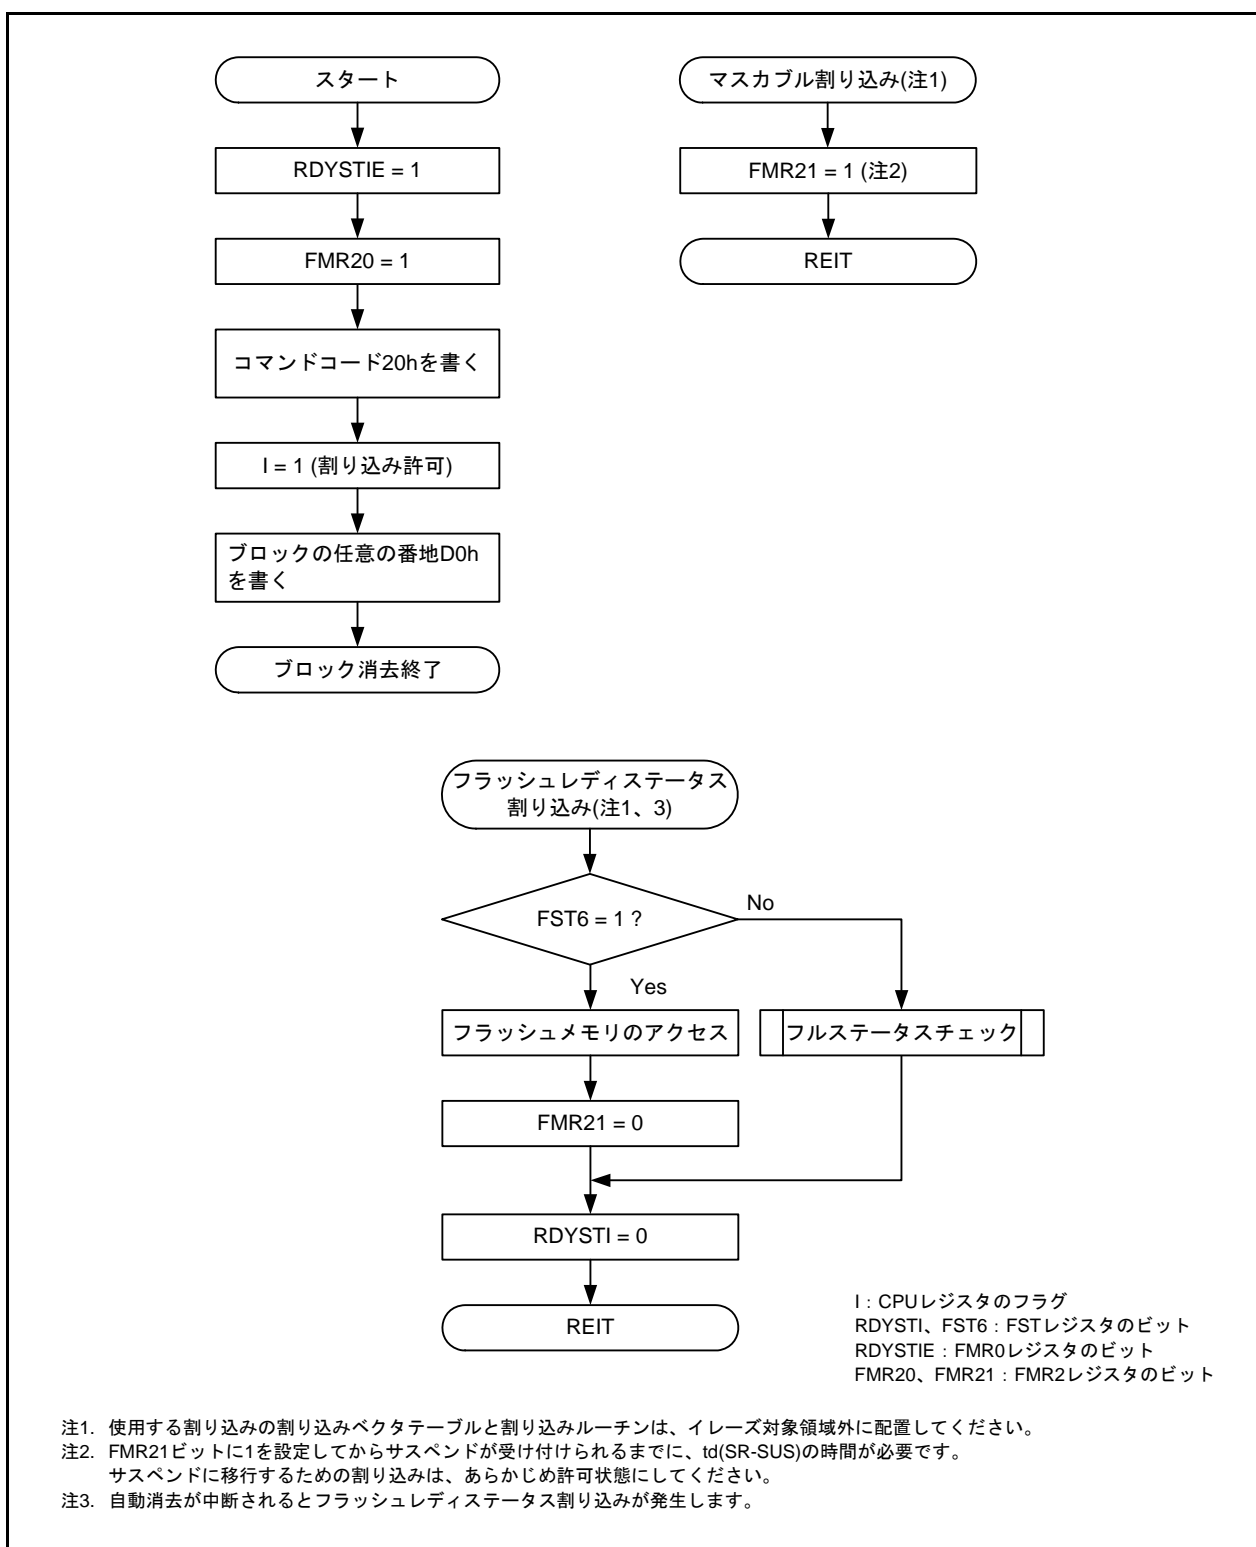 スタート
RDYSTIE = 1
FMR20 = 1
コマンドコード20hを書く
I = 1 (割り込み許可)
ブロックの任意の番地D0h
を書く
ブロック消去終了
マスカブル割り込み(注1)
FMR21 = 1 (注2)
REIT
フラッシュレディステータス
割り込み(注1、3)
FST6 = 1 ?
No
Yes
フラッシュメモリのアクセス
フルステータスチェック
FMR21 = 0
RDYSTI = 0
REIT
I：CPUレジスタのフラグ
RDYSTI、FST6：FSTレジスタのビット
RDYSTIE：FMR0レジスタのビット
FMR20、FMR21：FMR2レジスタのビット
注1. 使用する割り込みの割り込みベクタテーブルと割り込みルーチンは、イレーズ対象領域外に配置してください。
注2. FMR21ビットに1を設定してからサスペンドが受け付けられるまでに、td(SR-SUS)の時間が必要です。
サスペンドに移行するための割り込みは、あらかじめ許可状態にしてください。
注3. 自動消去が中断されるとフラッシュレディステータス割り込みが発生します。